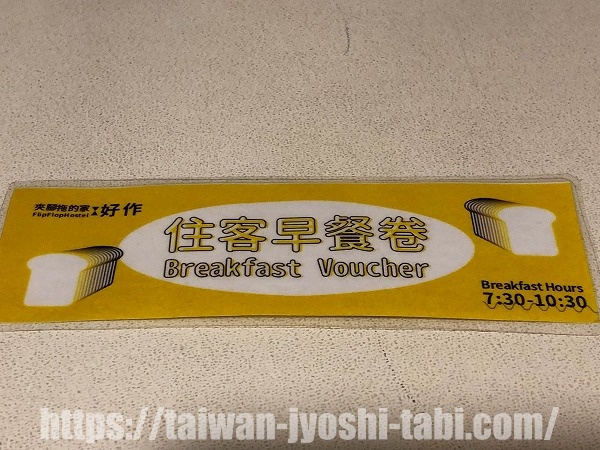 夾腳拖的家
FlipFlopHostel
好作
住客早餐卷
Breakfast Voucher
Breakfast Hours
7:30-10:30
https://taiwan-jyoshi-tabi.com/